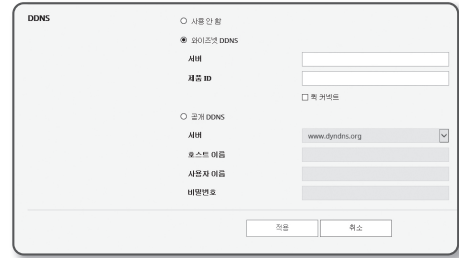 DDNS
사용 안 함
와이즈넷 DDNS
서버
제품 ID
퀵 커넥트
공개 DDNS
서버
www.dyndns.org
호스트 이름
사용자 이름
비밀번호
적용
취소